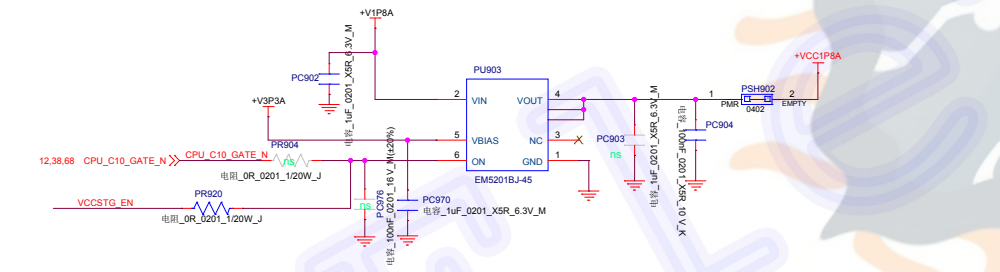 +V1P8A
电容_1uF_0201_X5R_6.3V_M
PC902
+V3P3A
PU903
2
VIN
VOUT
4
5
VBIAS
NC
3
6
ON
GND
1
EM5201BJ-45
12,38,68
CPU_C10_GATE_N
CPU_C10_GATE_N
PR904
ns
电阻_0R_0201_1/20W_J
VCCSTG_EN
PR920
电阻_0R_0201_1/20W_J
PC976
ns
电容_100nF_0201_16 V_M(±20%)
PC970
电容_1uF_0201_X5R_6.3V_M
PC903
ns
电容_1uF_0201_X5R_6.3V_M
PC904
电容_100nF_0201_X5R_10 V_K
1
PSH902
2
PMR
0402
EMPTY
+VCC1P8A